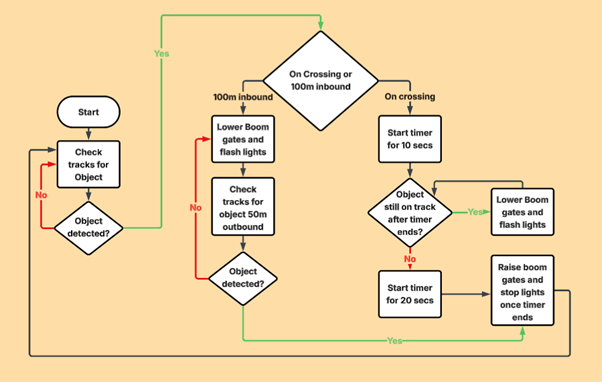 Yes
On Crossing or
100m inbound
100m inbound
On crossing
Start
Lower Boom
gates and
flash lights
Start timer
for 10 secs
Check
tracks for
Object
No
Object
detected?
No
Check
tracks for
object 50m
outbound
Object
still on track
after timer
ends?
Yes
Lower Boom
gates and
flash lights
No
Object
detected?
Start timer
for 20 secs
Raise boom
gates and
stop lights
once timer
ends
Yes